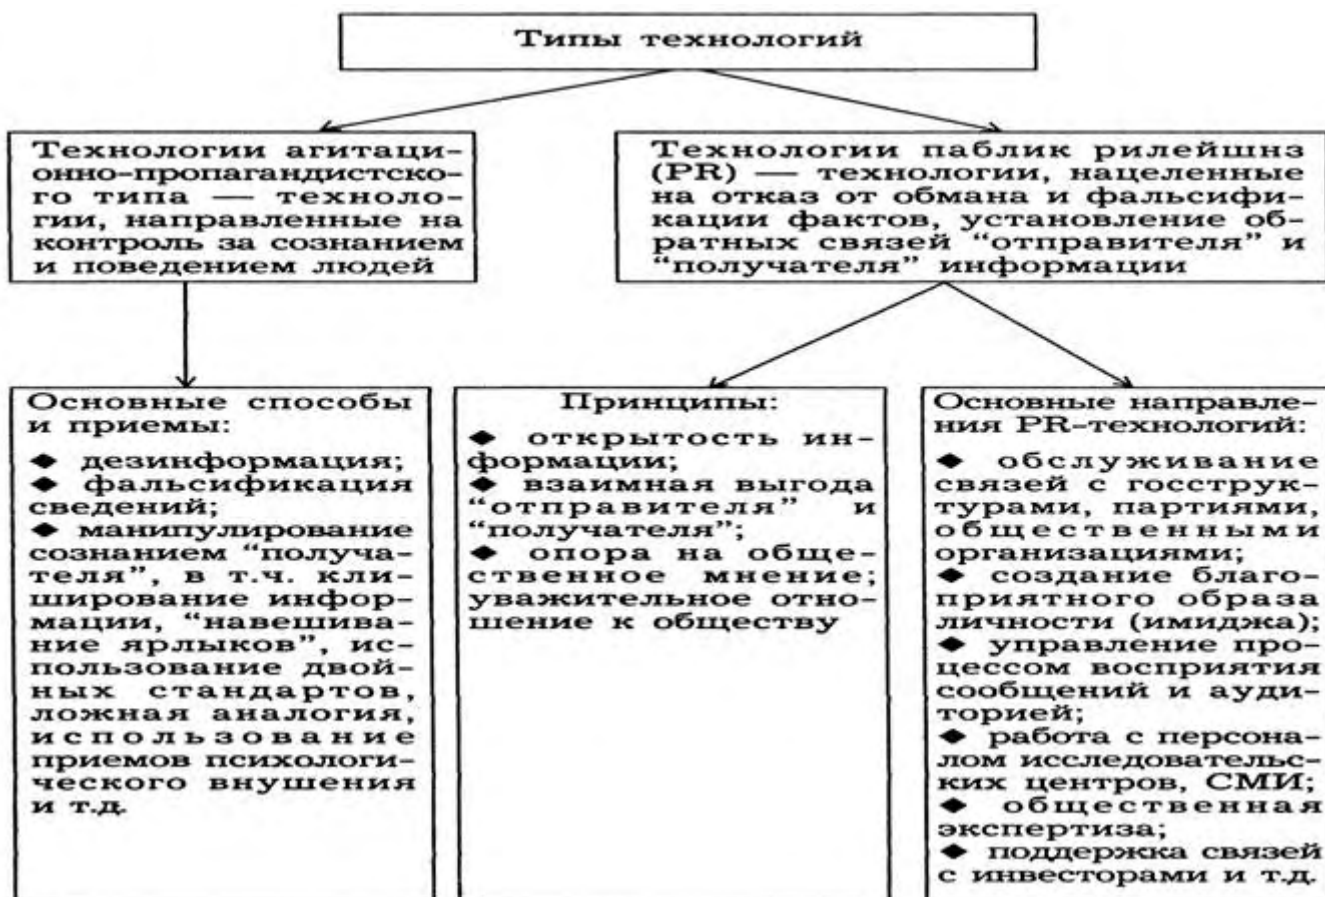 Типы технологий
Технологии агитаци-
онно-пропагандистско-
го типа — техноло-
гии, направленные на
контроль за сознанием
и поведением людей
Технологии паблик рилейшнз
(PR) — технологии, нацеленные
на отказ от обмана и фальсифи-
кации фактов, установление об-
ратных связей “отправителя” и
“получателя” информации
Основные способы
и приемы:
◆ дезинформация;
◆ фальсификация
сведений;
◆ манипулирование
сознанием “получа-
теля”, в т.ч. кли-
ширование инфор-
мации, “навешива-
ние ярлыков”, ис-
пользование двой-
ных стандартов,
ложная аналогия,
использование
приемов психологи-
ческого внушения
и т.д.
Принципы:
◆ открытость ин-
формации;
◆ взаимная выгода
“отправителя” и
“получателя”;
◆ опора на обще-
ственное мнение;
уважительное отно-
шение к обществу
Основные направле-
ния PR-технологий:
◆ обслуживание
связей с госструк-
турами, партиями,
общественными
организациями;
◆ создание благо-
приятного образа
личности (имиджа);
◆ управление про-
цессом восприятия
сообщений и ауди-
торией;
◆ работа с персона-
лом исследовательс-
ких центров, СМИ;
◆ общественная
экспертиза;
◆ поддержка связей
с инвесторами и т.д.